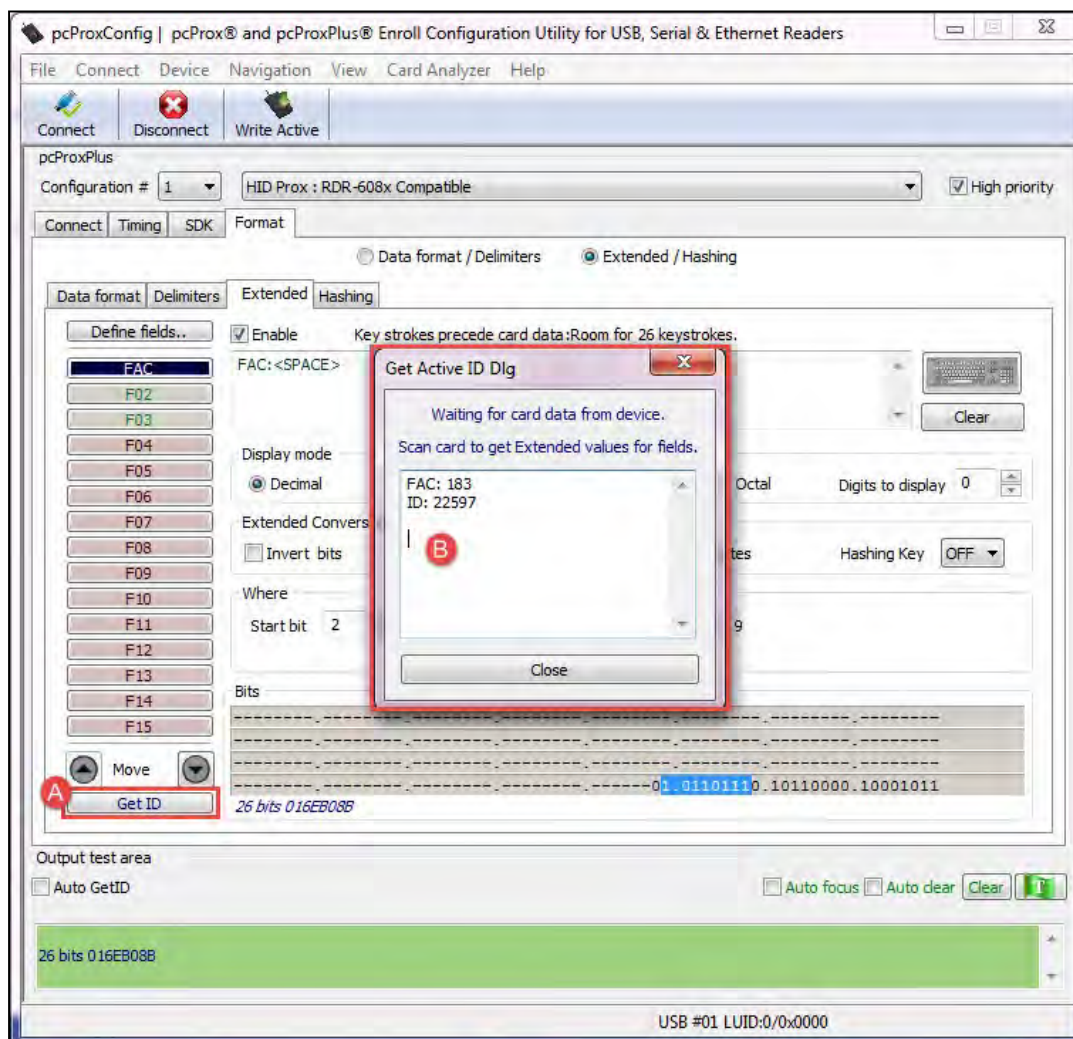 pcProxConfig | pcProx® and pcProxPlus® Enroll Configuration Utility for USB, Serial & Ethernet Readers
File Connect Device Navigation View Card Analyzer Help
Connect Disconnect Write Active
pcProxPlus
Configuration # 1 HID Prox : RDR-608x Compatible High priority
Connect Timing SDK Format
Data format / Delimiters Extended / Hashing
Data format Delimiters Extended Hashing
Define fields.. Enable Key strokes precede card data:Room for 26 keystrokes.
FAC FAC:<SPACE>
F02
F03 Clear
F04
F05
F06
F07
F08
F09
F10
F11
F12
F13
F14
F15
Display mode
Decimal Octal Digits to display 0
Extended Convers
Invert bits tes Hashing Key OFF
Where
Start bit 2 9
Get Active ID Dlg
Waiting for card data from device.
Scan card to get Extended values for fields.
FAC: 183
ID: 22597
B
Close
Bits
--------.--------.--------.--------.--------.--------.--------.--------
--------.--------.--------.--------.--------.--------.--------.--------
--------.--------.--------.--------.--------.--------.--------.--------
--------.--------.--------.--------.------01.01101110.10110000.10001011
Move
A
Get ID 26 bits 016EB08B
Output test area
Auto GetID Auto focus Auto clear Clear T
26 bits 016EB08B
USB #01 LUID:0/0x0000